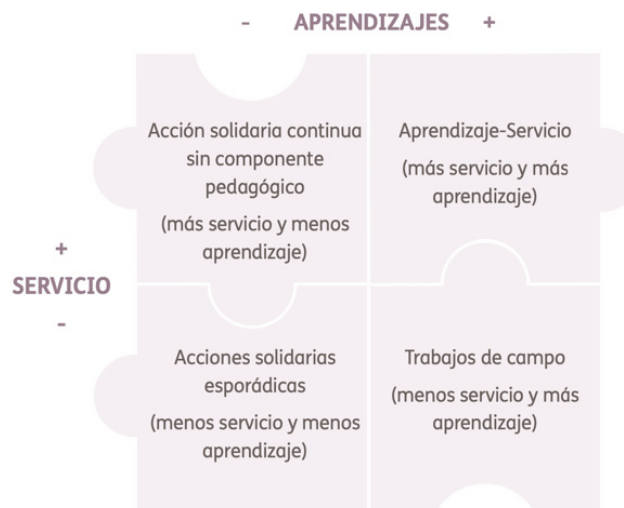 - APRENDIZAJES +
Acción solidaria continua
sin componente
pedagógico
(más servicio y menos
aprendizaje)
Aprendizaje-Servicio
(más servicio y más
aprendizaje)
+
SERVICIO
-
Acciones solidarias
esporádicas
(menos servicio y menos
aprendizaje)
Trabajos de campo
(menos servicio y más
aprendizaje)